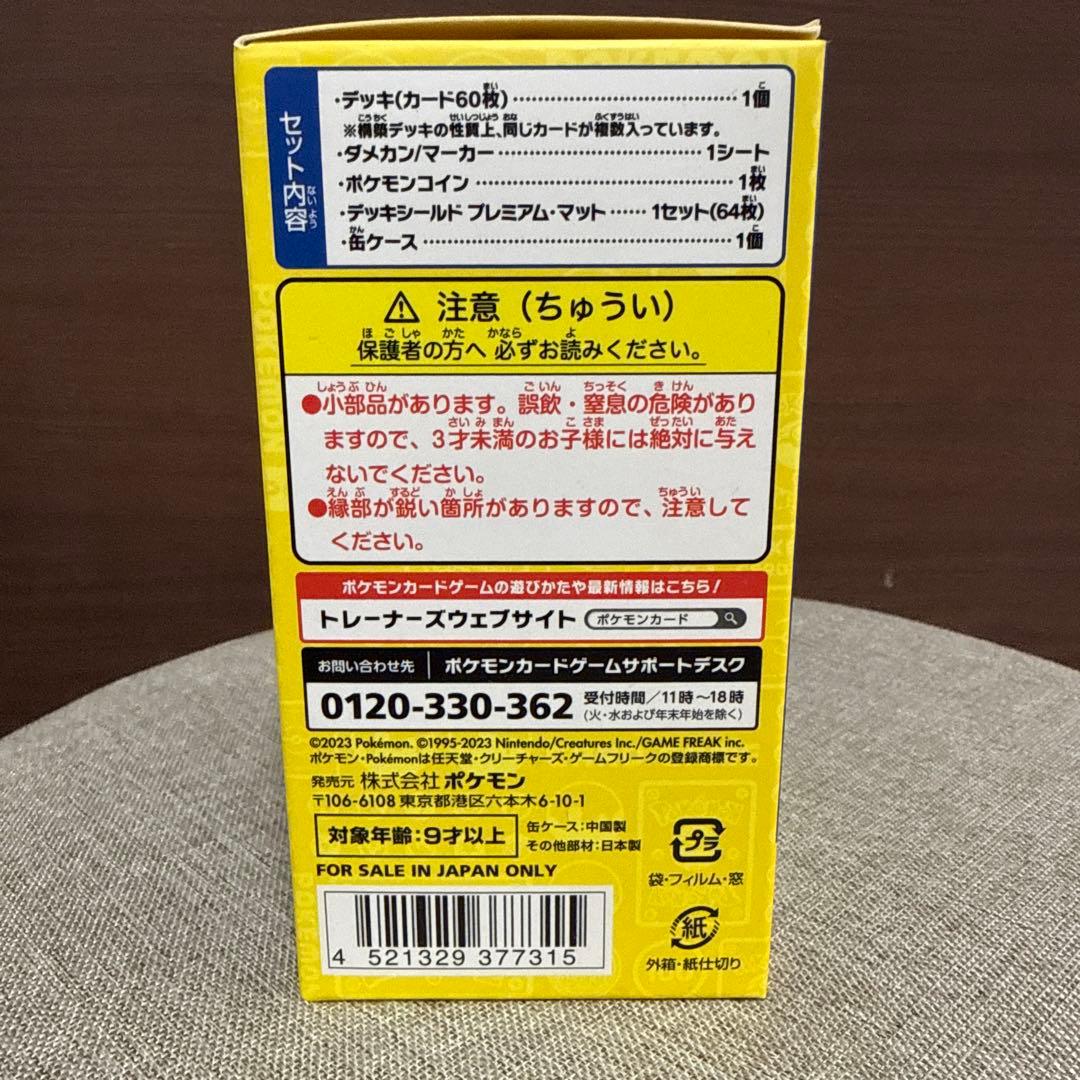 セット内容
ないよう
・デッキ(カード60枚)……1個
※構築デッキの性質上、同じカードが複数入っています。
・ダメカン/マーカー……1シート
・ポケモンコイン……1枚
・デッキシールド プレミアム・マット……1セット(64枚)
・缶ケース……1個
⚠ 注意(ちゅうい)
保護者の方へ 必ずお読みください。
●小部品があります。誤飲・窒息の危険があり
ますので、3才未満のお子様には絶対に与え
ないでください。
●縁部が鋭い箇所がありますので、注意して
ください。
ポケモンカードゲームの遊びかたや最新情報はこちら!
トレーナーズウェブサイト ポケモンカード
お問い合わせ先 ポケモンカードゲームサポートデスク
0120-330-362 受付時間/11時~18時
(火・水および年末年始を除く)
©2023 Pokémon. ©1995-2023 Nintendo/Creatures Inc./GAME FREAK inc.
ポケモン・Pokémonは任天堂・クリーチャーズ・ゲームフリークの登録商標です。
発売元 株式会社 ポケモン
〒106-6108 東京都港区六本木6-10-1
対象年齢:9才以上
缶ケース:中国製
その他部材:日本製
FOR SALE IN JAPAN ONLY
4 521329 377315
プラ
袋・フィルム・窓
紙
外箱・紙仕切り
POKEMON